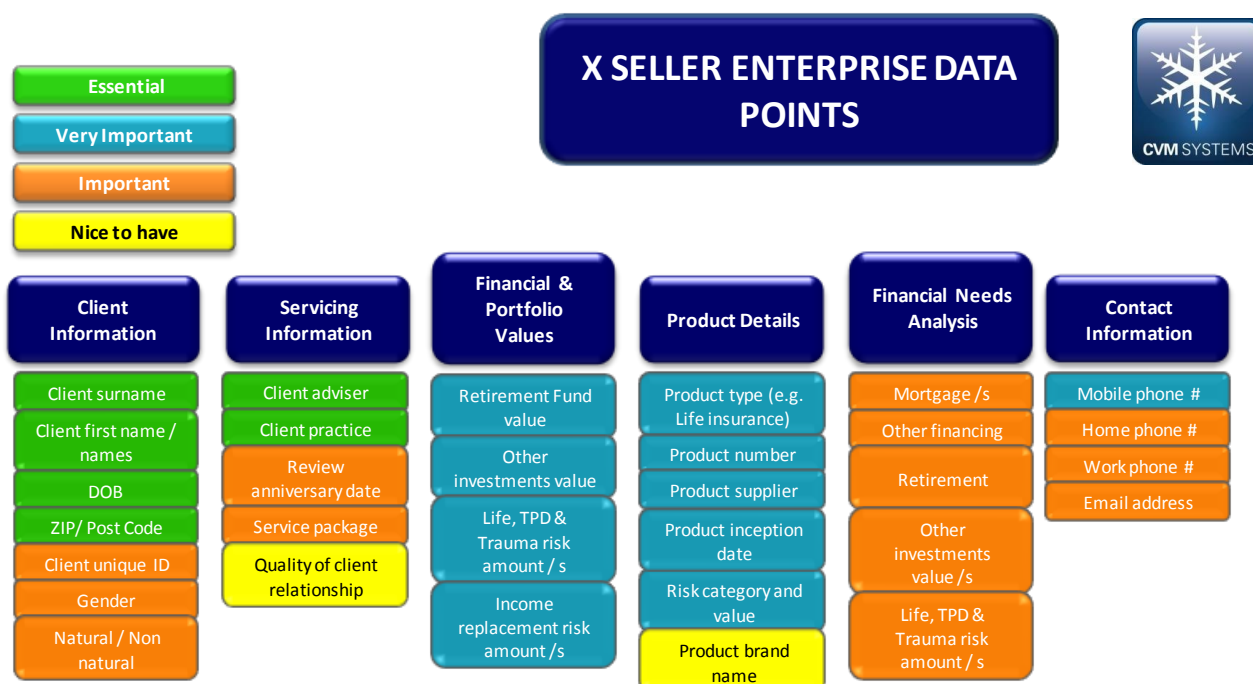 X SELLER ENTERPRISE DATA
POINTS
CVM SYSTEMS
Essential
Very Important
Important
Nice to have
Client
Information
Client surname
Client first name /
names
DOB
ZIP/ Post Code
Client unique ID
Gender
Natural / Non
natural
Servicing
Information
Client adviser
Client practice
Review
anniversary date
Service package
Quality of client
relationship
Financial &
Portfolio
Values
Retirement Fund
value
Other
investments value
Life, TPD &
Trauma risk
amount / s
Income
replacement risk
amount /s
Product Details
Product type (e.g.
Life insurance)
Product number
Product supplier
Product inception
date
Risk category and
value
Product brand
name
Financial Needs
Analysis
Mortgage /s
Other financing
Retirement
Other
investments
value /s
Life, TPD &
Trauma risk
amount / s
Contact
Information
Mobile phone #
Home phone #
Work phone #
Email address